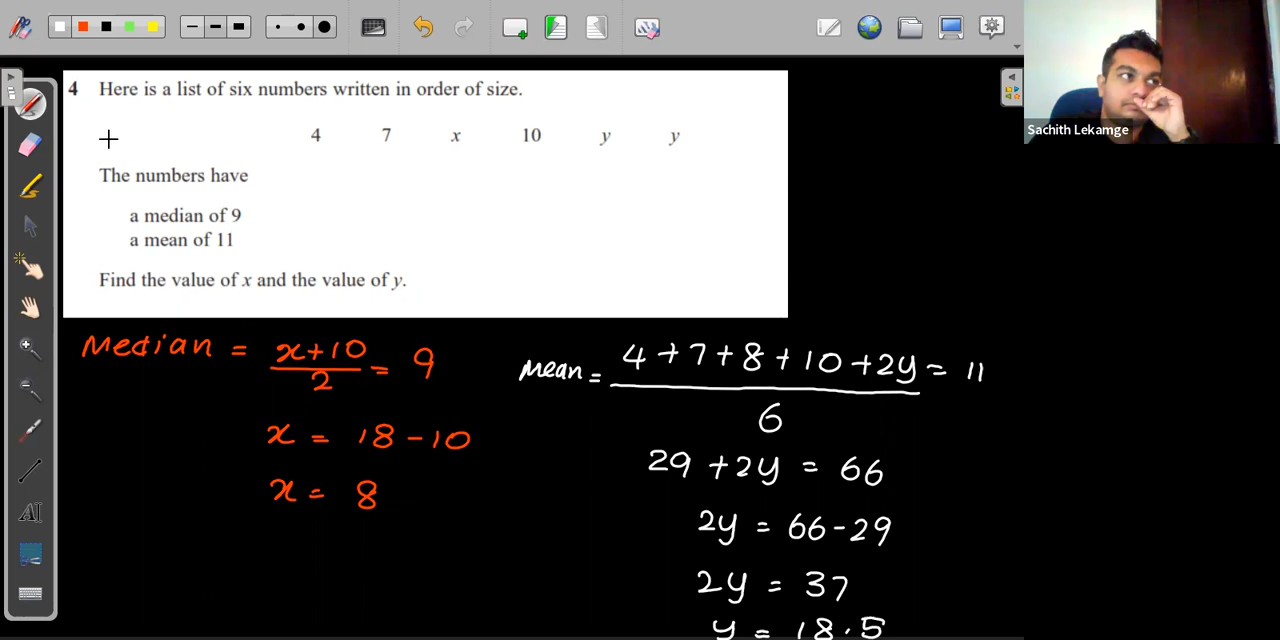 4 Here is a list of six numbers written in order of size.
4 7 x 10 y y
The numbers have
a median of 9
a mean of 11
Find the value of x and the value of y.
Median = x+10/2 = 9
x = 18 - 10
x = 8
mean = 4 + 7 + 8 + 10 + 2y/6 = 11
29 + 2y = 66
2y = 66 - 29
2y = 37
y = 18.5
Sachith Lekamge